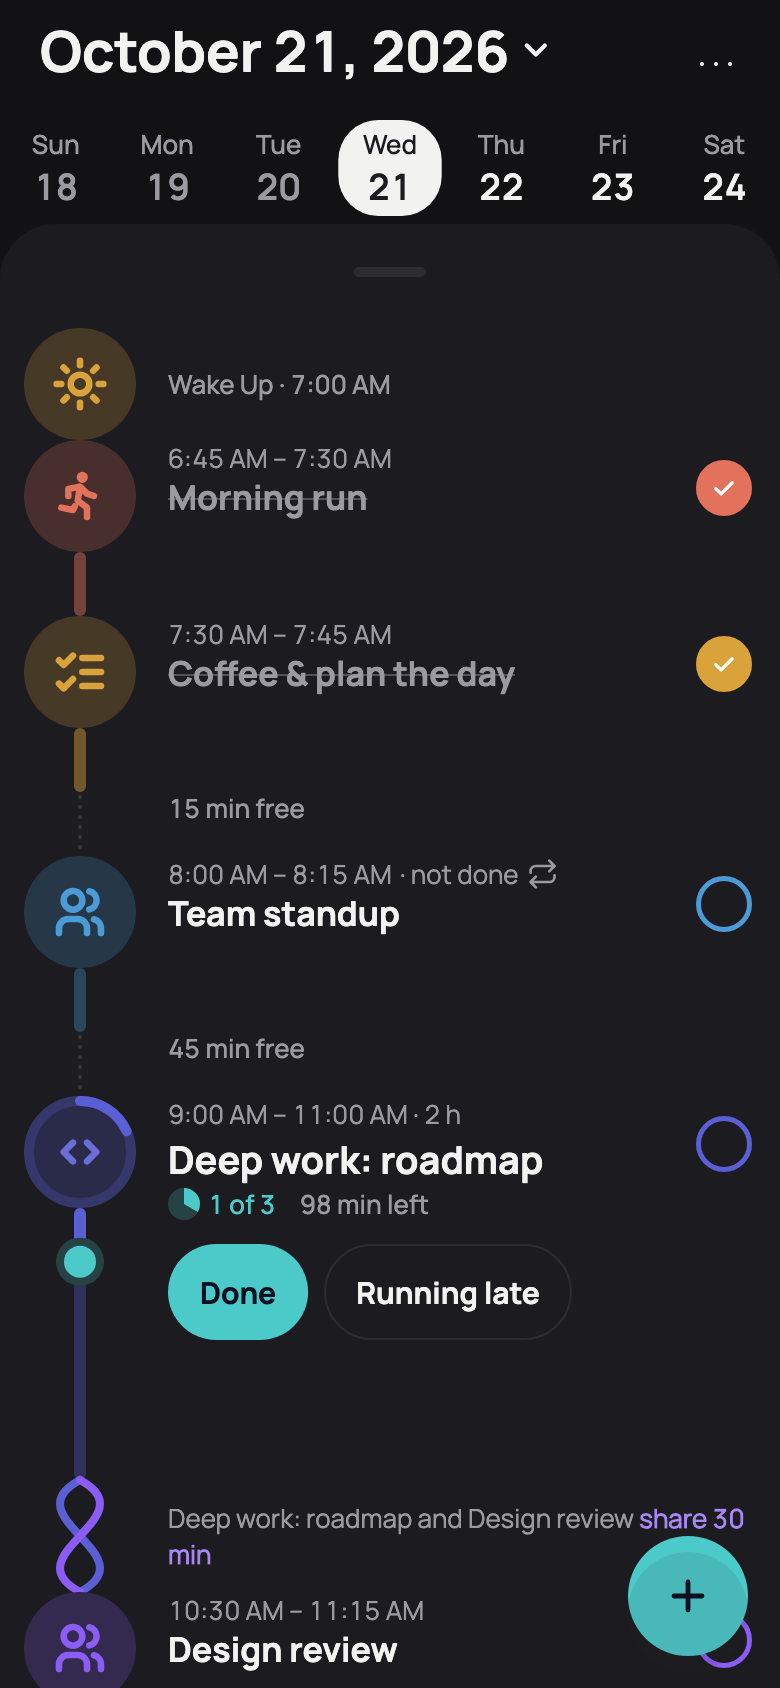 October 21, 2026
...
Sun Mon Tue Wed Thu Fri Sat
18 19 20 21 22 23 24
Wake Up · 7:00 AM
6:45 AM – 7:30 AM
Morning run
7:30 AM – 7:45 AM
Coffee & plan the day
15 min free
8:00 AM – 8:15 AM · not done
Team standup
45 min free
9:00 AM – 11:00 AM · 2 h
Deep work: roadmap
1 of 3 98 min left
Done Running late
Deep work: roadmap and Design review share 30
min
10:30 AM – 11:15 AM
Design review